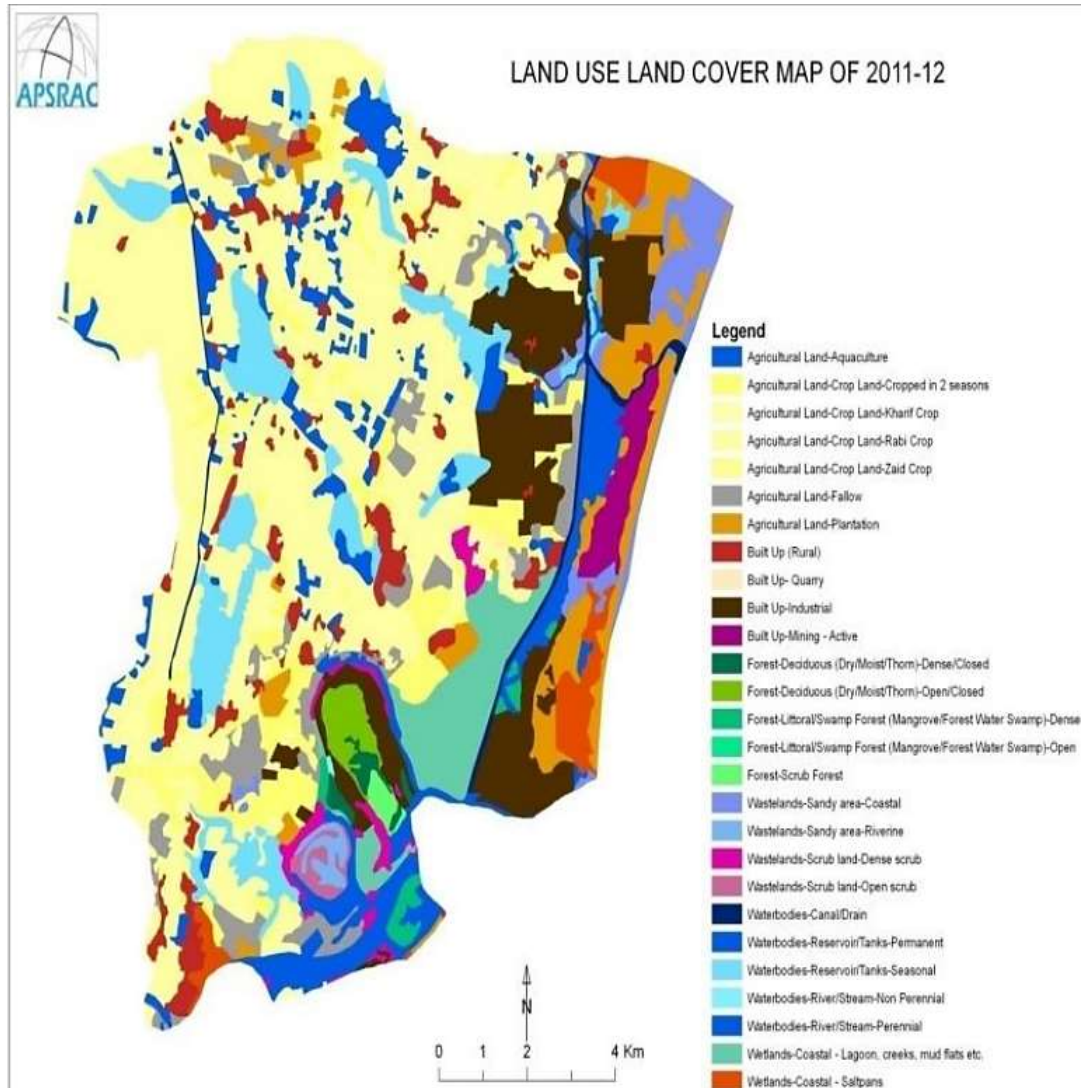 APSRAC
LAND USE LAND COVER MAP OF 2011-12
Legend
Agricultural Land-Aquaculture
Agricultural Land-Crop Land-Cropped in 2 seasons
Agricultural Land-Crop Land-Kharif Crop
Agricultural Land-Crop Land-Rabi Crop
Agricultural Land-Crop Land-Zaid Crop
Agricultural Land-Fallow
Agricultural Land-Plantation
Built Up (Rural)
Built Up- Quarry
Built Up-Industrial
Built Up-Mining - Active
Forest-Deciduous (Dry/Moist/Thorn)-Dense/Closed
Forest-Deciduous (Dry/Moist/Thorn)-Open/Closed
Forest-Littoral/Swamp Forest (Mangrove/Forest Water Swamp)-Dense
Forest-Littoral/Swamp Forest (Mangrove/Forest Water Swamp)-Open
Forest-Scrub Forest
Wastelands-Sandy area-Coastal
Wastelands-Sandy area-Riverine
Wastelands-Scrub land-Dense scrub
Wastelands-Scrub land-Open scrub
Waterbodies-Canal/Drain
Waterbodies-Reservoir/Tanks-Permanent
Waterbodies-Reservoir/Tanks-Seasonal
Waterbodies-River/Stream-Non Perennial
Waterbodies-River/Stream-Perennial
Wetlands-Coastal - Lagoon, creeks, mud flats etc.
Wetlands-Coastal - Saltpans
N
0 1 2 4 Km